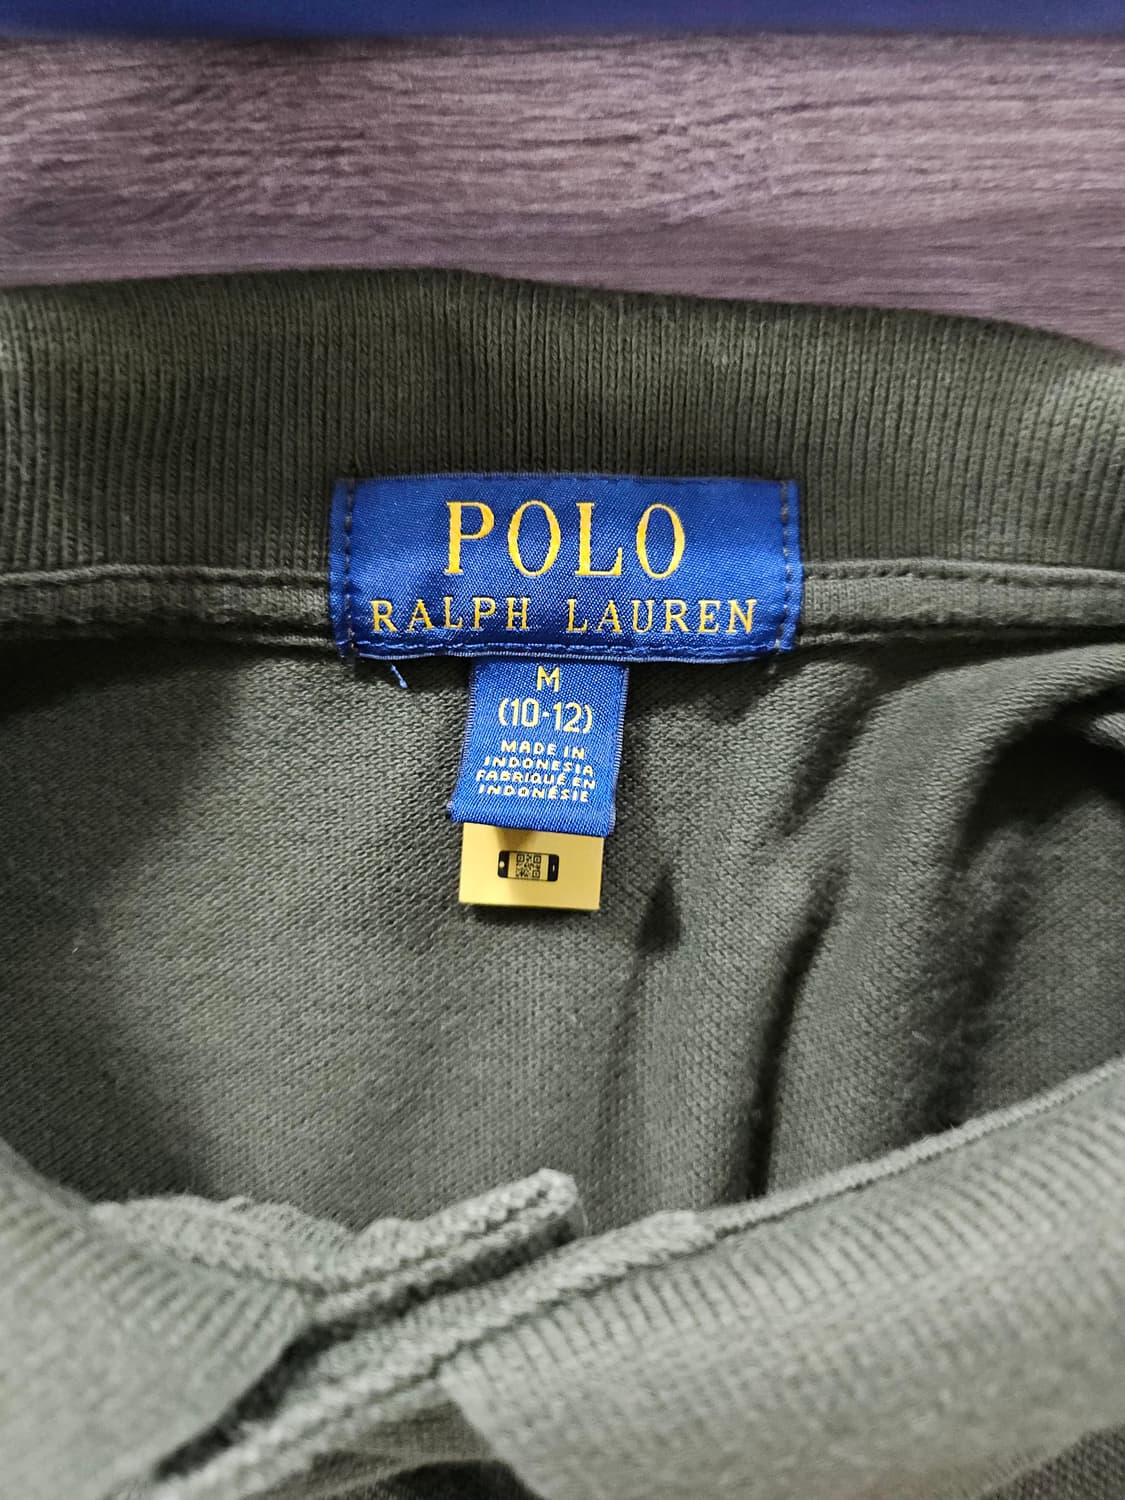 POLO
RALPH LAUREN
M
(10-12)
MADE IN
INDONESIA
FABRIQUÉ EN
INDONÉSIE